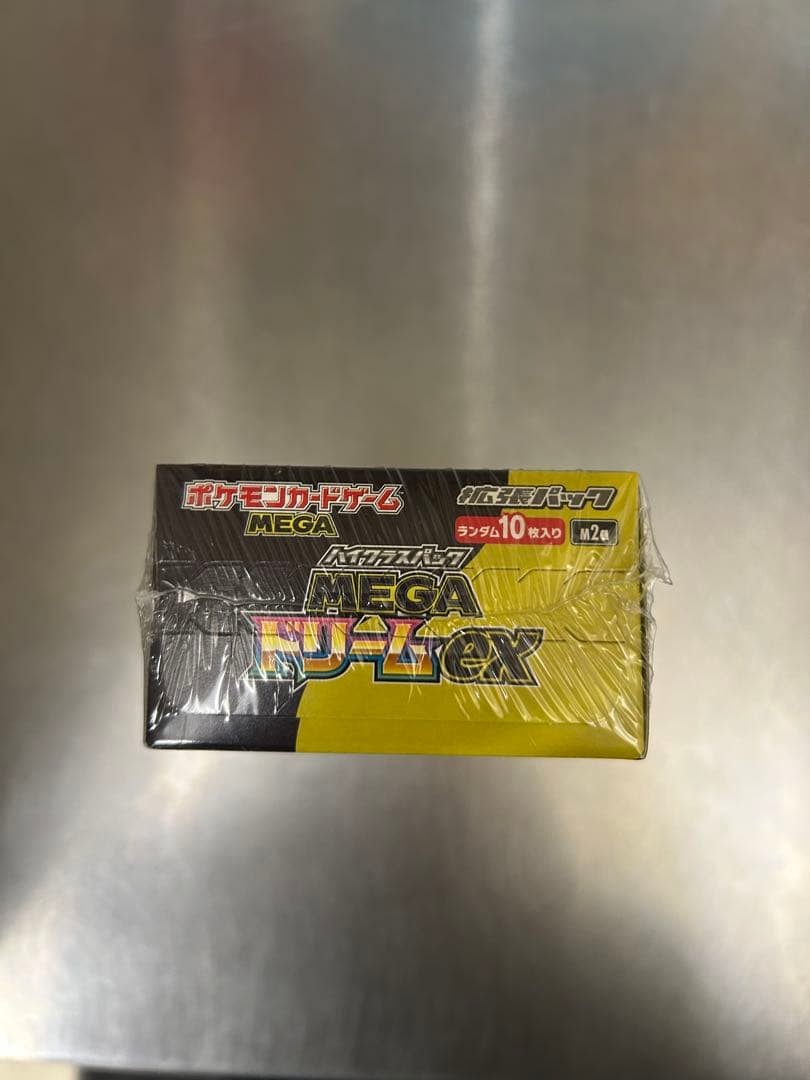 ポケモンカードゲーム
MEGA
拡張パック
ランダム10枚入り
M2a
ハイクラスパック
MEGA
ドリームex